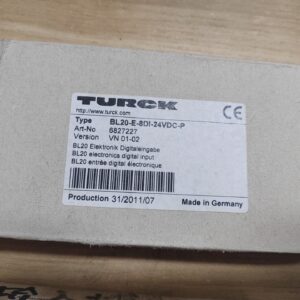 TURCK
http://www.turck.com
CE
Type BL20-E-8DI-24VDC-P
Art-No 6827227
Version VN 01-02
BL20 Elektronik Digitaleingabe
BL20 electronics digital input
BL20 entrée digital électronique
Production 31/2011/07 Made in Germany